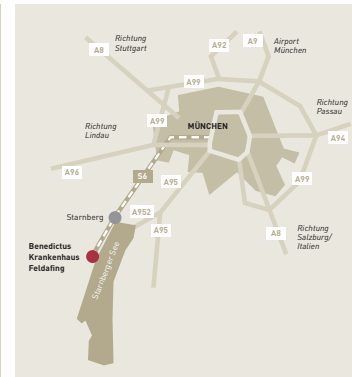 Richtung
Stuttgart
A8
A92
A9
Airport
München
A99
Richtung
Passau
A99
MÜNCHEN
Richtung
Lindau
A94
A96
S6
A95
A99
Starnberg
A952
A95
A8
Richtung
Salzburg/
Italien
Benedictus
Krankenhaus
Feldafing
Starnberger See